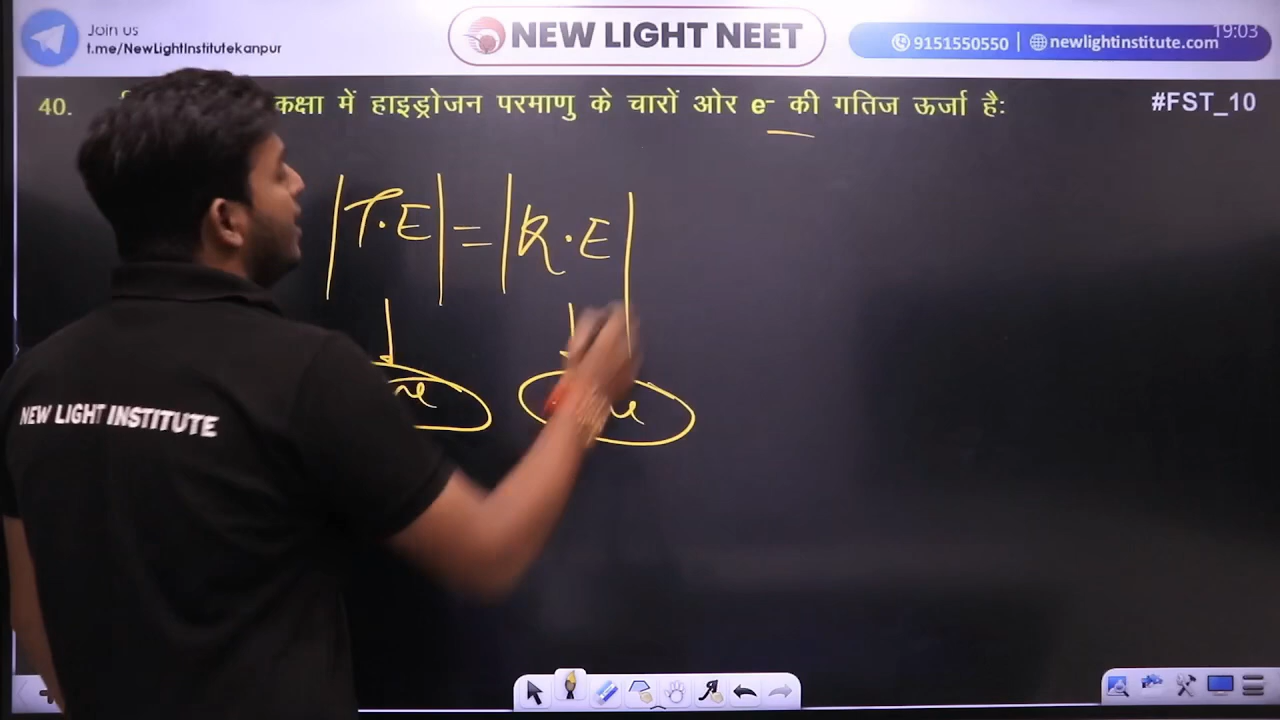 Join us
t.me/NewLightInstitutekanpur
NEW LIGHT NEET
9151550550 | newlightinstitute.com
19:03
40. कक्षा में हाइड्रोजन परमाणु के चारों ओर e⁻ की गतिज ऊर्जा है:
#FST_10
|T.E| = |K.E|
NEW LIGHT INSTITUTE